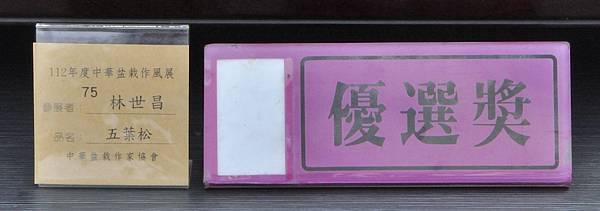 112年度中華盆栽作風展
75
參展者：林世昌
品名：五葉松
中華盆栽作家協會
優選獎